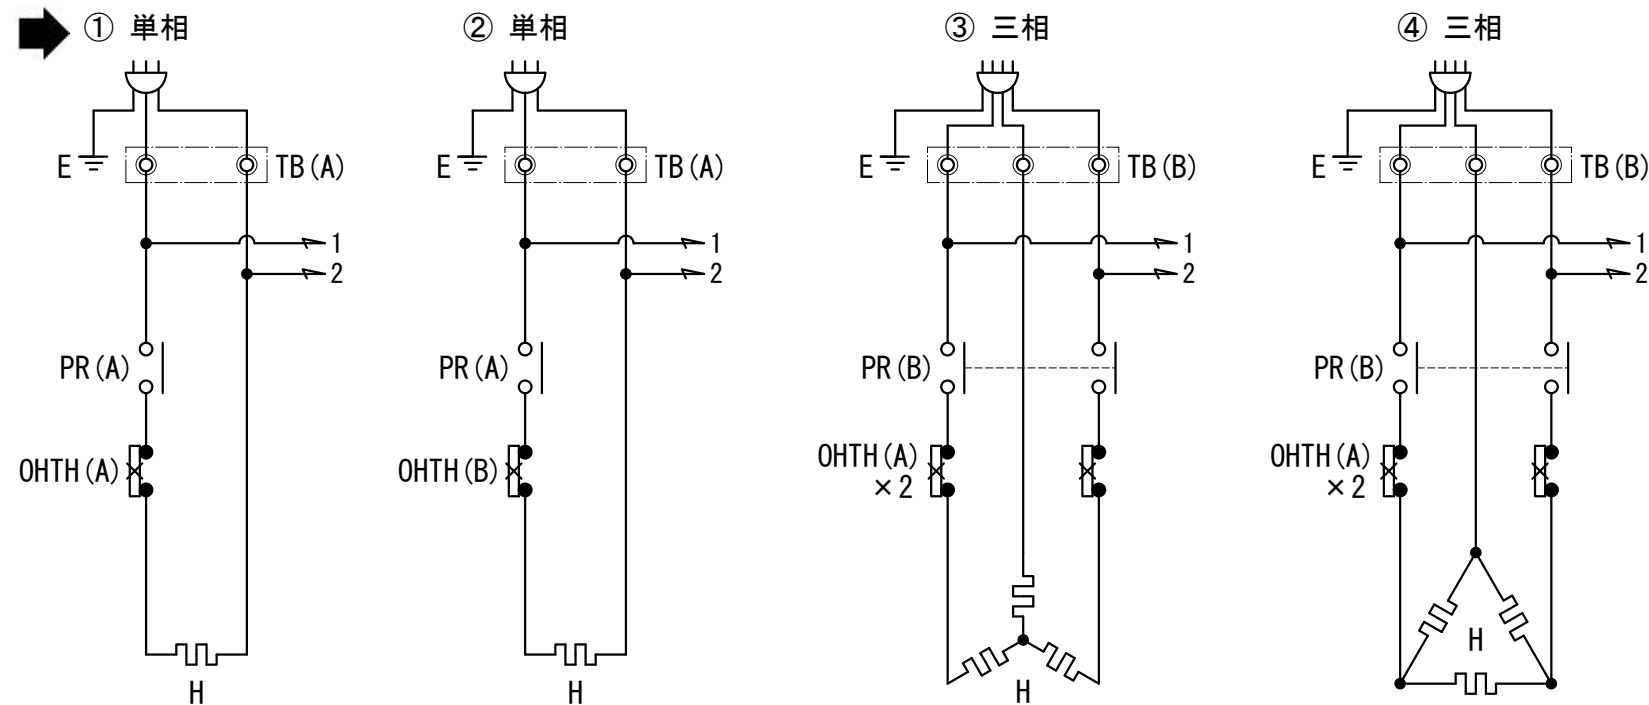 ① 単相
② 単相
③ 三相
④ 三相
E
TB(A)
E
TB(A)
E
TB(B)
E
TB(B)
1
1
1
1
2
2
2
2
PR(A)
PR(A)
PR(B)
PR(B)
OHTH(A)
OHTH(B)
OHTH(A)
×2
OHTH(A)
×2
H
H
H
H